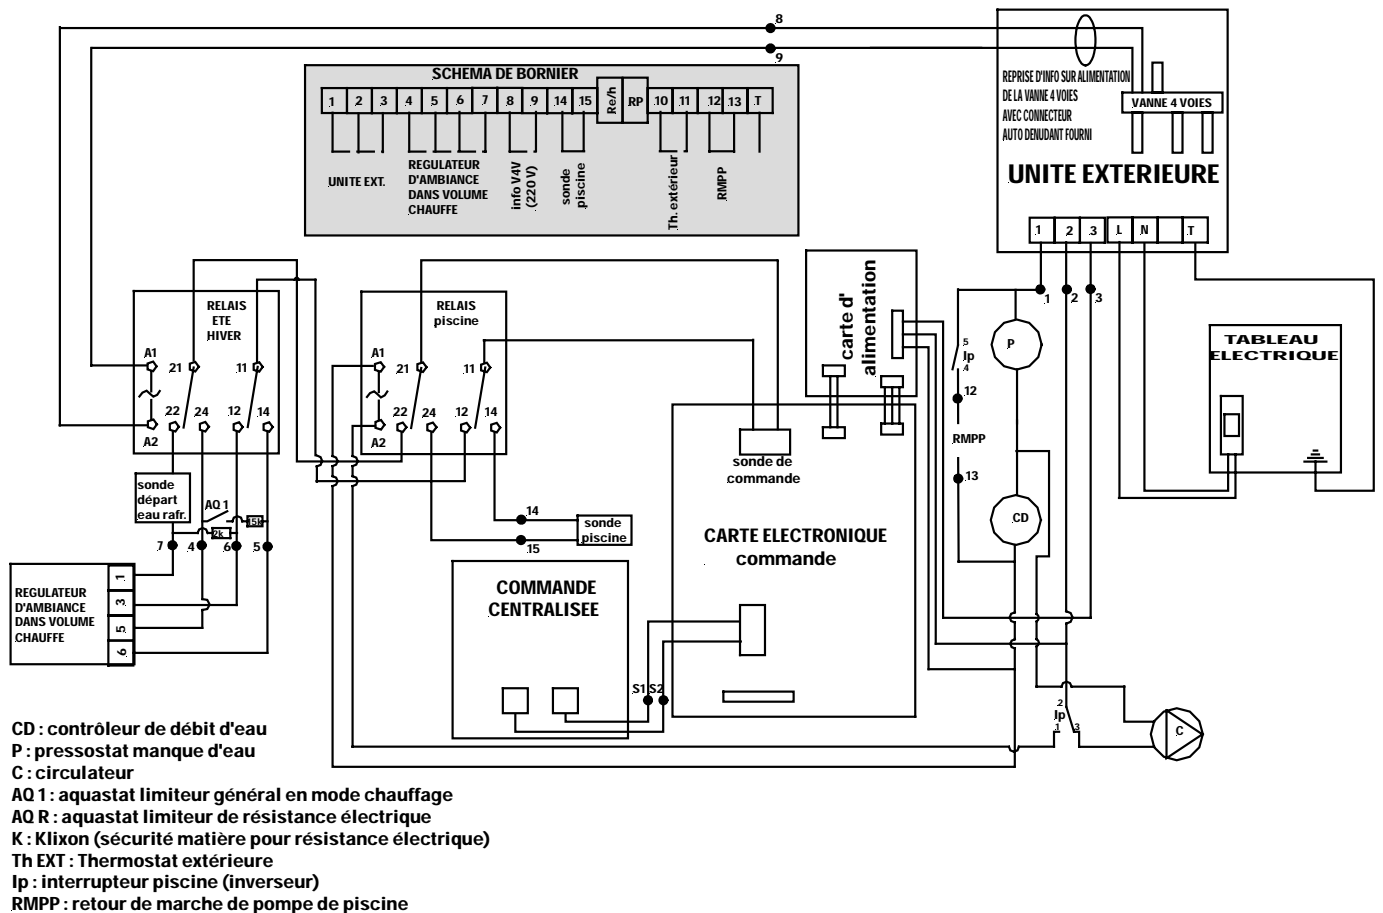 8
9
SCHEMA DE BORNIER
1 2 3 4 5 6 7 8 9 14 15 Re/h RP 10 11 12 13 T
UNITE EXT.
REGULATEUR
D'AMBIANCE
DANS VOLUME
CHAUFFE
info V4V
(220 V)
sonde
piscine
Th. extérieur
RMPP
REPRISE D'INFO SUR ALIMENTATION
DE LA VANNE 4 VOIES
AVEC CONNECTEUR
AUTO DENUDANT FOURNI
VANNE 4 VOIES
UNITE EXTERIEURE
1 2 3 L N T
1 2 3
RELAIS
ETE
HIVER
A1
21 11
22 24 12 14
A2
RELAIS
piscine
A1
21 11
22 24 12 14
A2
carte d'
alimentation
5
Ip
4
12
RMPP
13
P
CD
TABLEAU
ELECTRIQUE
sonde
départ
eau rafr.
AQ 1
15k
2k
7 4 6 5
REGULATEUR
D'AMBIANCE
DANS VOLUME
CHAUFFE
1
3
5
6
14
15
sonde
piscine
sonde de
commande
CARTE ELECTRONIQUE
commande
COMMANDE
CENTRALISEE
S1 S2
2
Ip
1 3
C
CD : contrôleur de débit d'eau
P : pressostat manque d'eau
C : circulateur
AQ 1 : aquastat limiteur général en mode chauffage
AQ R : aquastat limiteur de résistance électrique
K : Klixon (sécurité matière pour résistance électrique)
Th EXT : Thermostat extérieure
Ip : interrupteur piscine (inverseur)
RMPP : retour de marche de pompe de piscine